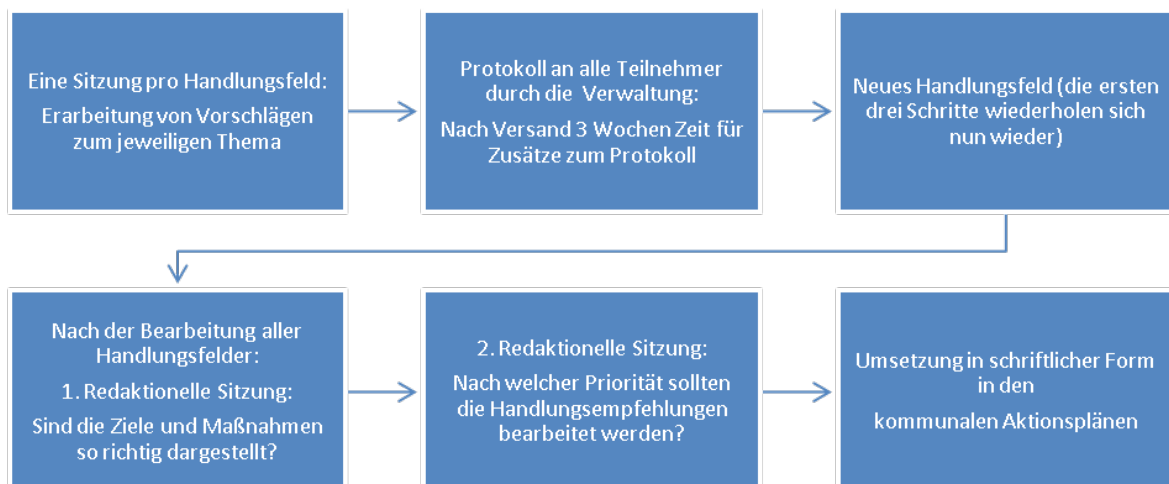 Eine Sitzung pro Handlungsfeld:
Erarbeitung von Vorschlägen
zum jeweiligen Thema
Protokoll an alle Teilnehmer
durch die Verwaltung:
Nach Versand 3 Wochen Zeit für
Zusätze zum Protokoll
Neues Handlungsfeld (die ersten
drei Schritte wiederholen sich
nun wieder)
Nach der Bearbeitung aller
Handlungsfelder:
1. Redaktionelle Sitzung:
Sind die Ziele und Maßnahmen
so richtig dargestellt?
2. Redaktionelle Sitzung:
Nach welcher Priorität sollten
die Handlungsempfehlungen
bearbeitet werden?
Umsetzung in schriftlicher Form
in den
kommunalen Aktionsplänen